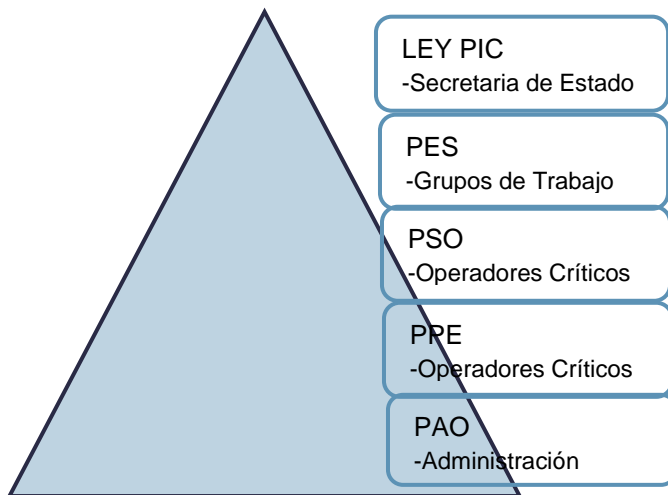 LEY PIC
-Secretaria de Estado
PES
-Grupos de Trabajo
PSO
-Operadores Críticos
PPE
-Operadores Críticos
PAO
-Administración